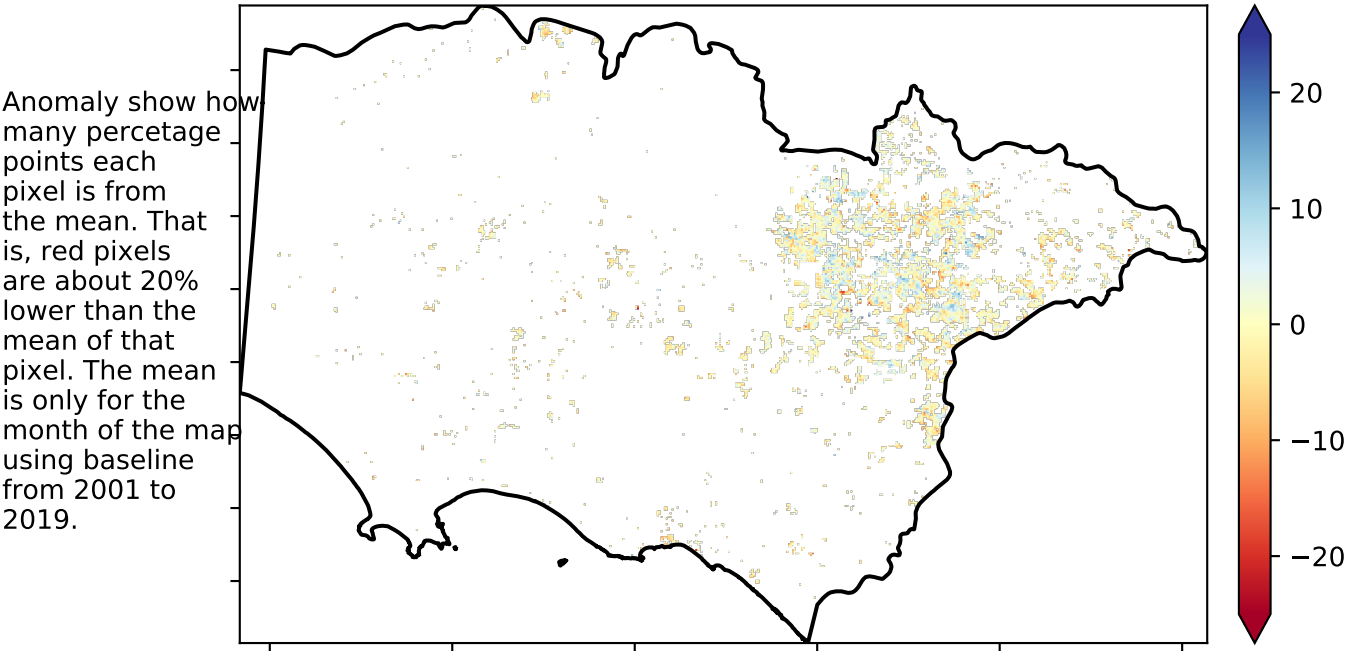 Anomaly show how
many percetage
points each
pixel is from
the mean. That
is, red pixels
are about 20%
lower than the
mean of that
pixel. The mean
is only for the
month of the map
using baseline
from 2001 to
2019.
20
10
0
−10
−20